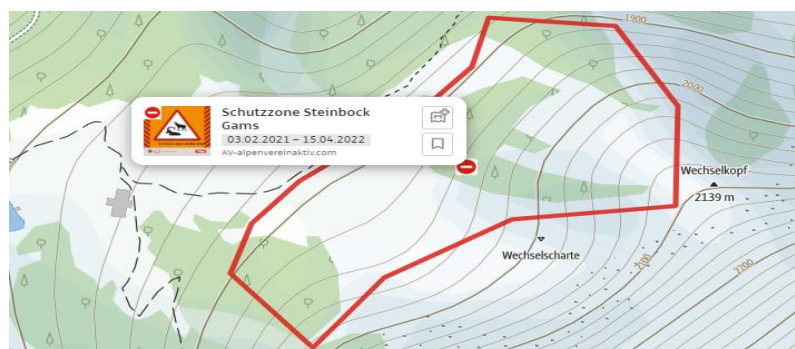 1900
2000
Schutzzone Steinbock
Gams
03.02.2021 – 15.04.2022
AV-alpenvereinaktiv.com
Wechselkopf
2139 m
Wechselscharte
2100
2200